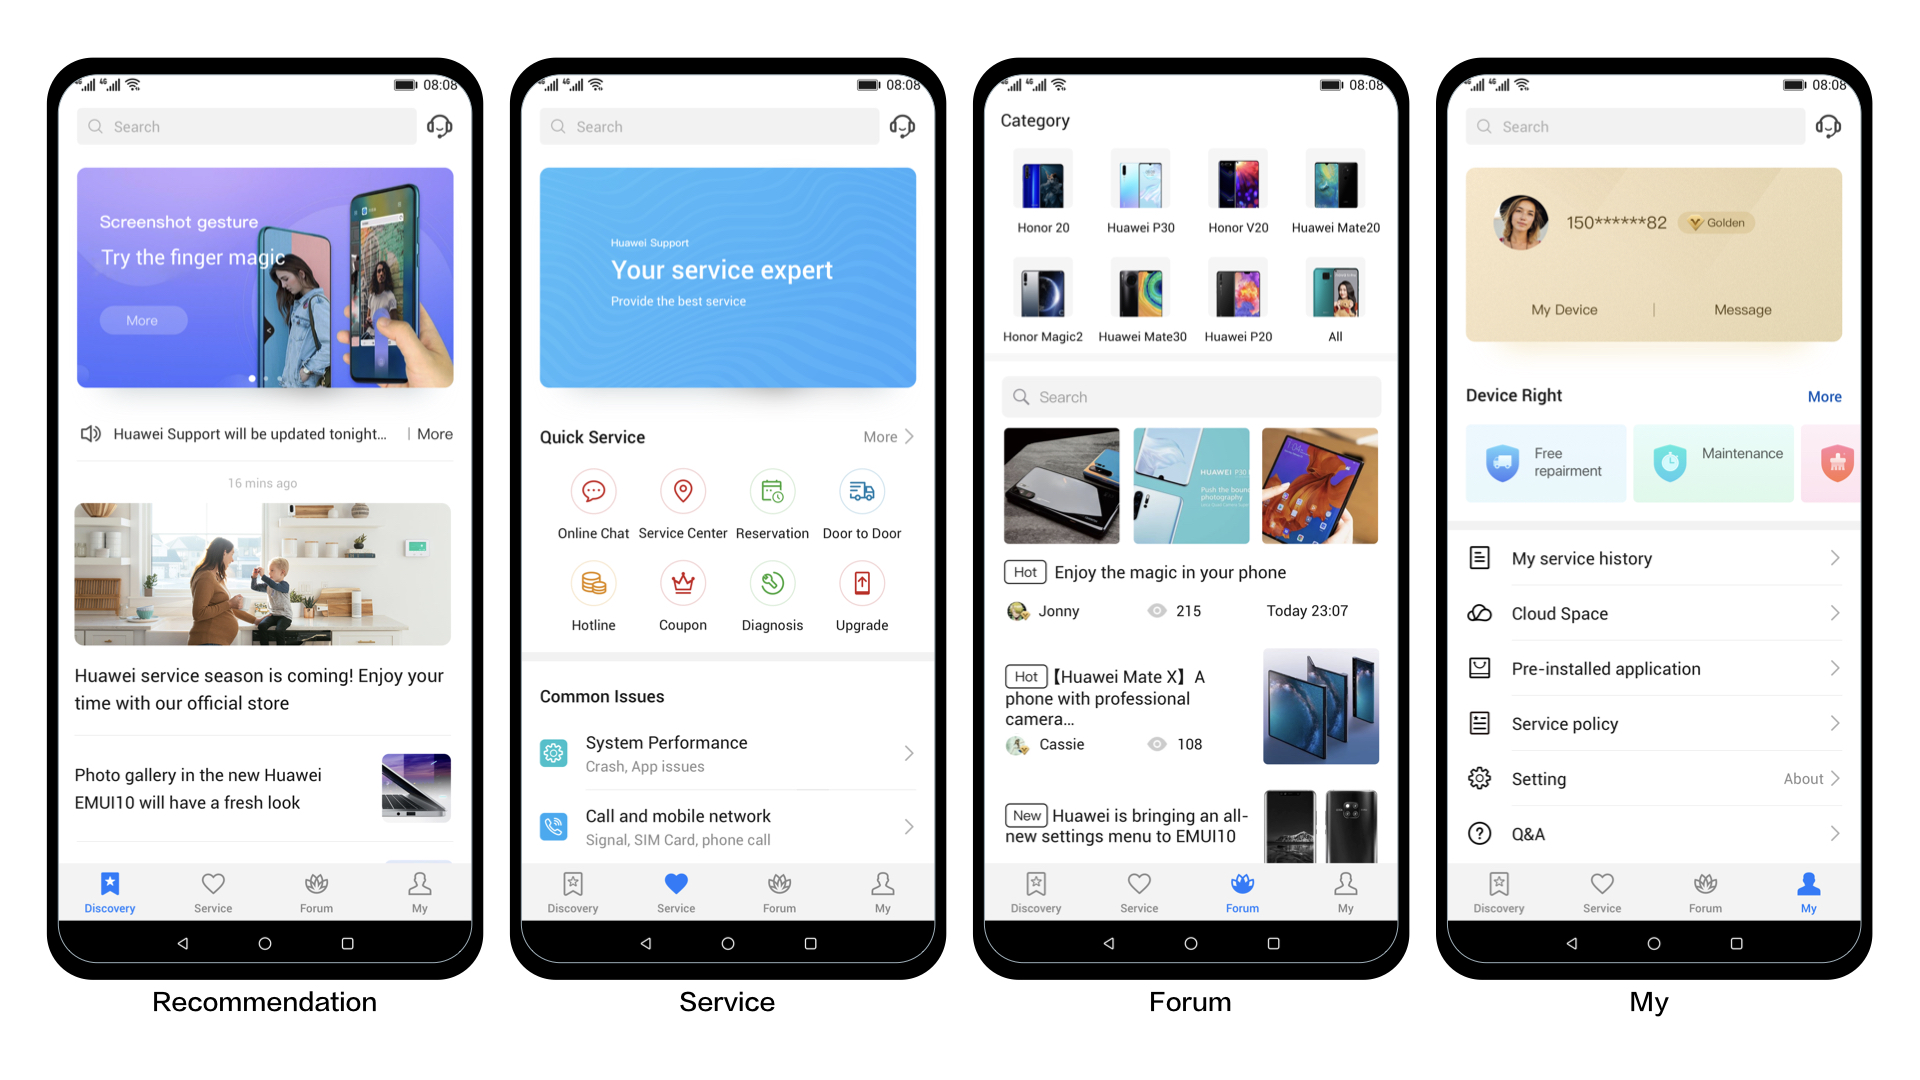 08:08
Search
Screenshot gesture
Try the finger magic
More
Huawei Support will be updated tonight... | More
16 mins ago
Huawei service season is coming! Enjoy your
time with our official store
Photo gallery in the new Huawei
EMUI10 will have a fresh look
Discovery Service Forum My
Recommendation
08:08
Search
Huawei Support
Your service expert
Provide the best service
Quick Service More
Online Chat Service Center Reservation Door to Door
Hotline Coupon Diagnosis Upgrade
Common Issues
System Performance
Crash, App issues
Call and mobile network
Signal, SIM Card, phone call
Discovery Service Forum My
Service
08:08
Category
Honor 20 Huawei P30 Honor V20 Huawei Mate20
Honor Magic2 Huawei Mate30 Huawei P20 All
Search
HUAWEI P30
Push the boun
photography
Hot Enjoy the magic in your phone
Jonny 215 Today 23:07
Hot 【Huawei Mate X】A
phone with professional
camera...
Cassie 108
New Huawei is bringing an all-
new settings menu to EMUI10
Discovery Service Forum My
Forum
08:08
Search
150******82 Golden
My Device | Message
Device Right More
Free
repairment
Maintenance
My service history
Cloud Space
Pre-installed application
Service policy
Setting About
Q&A
Discovery Service Forum My
My